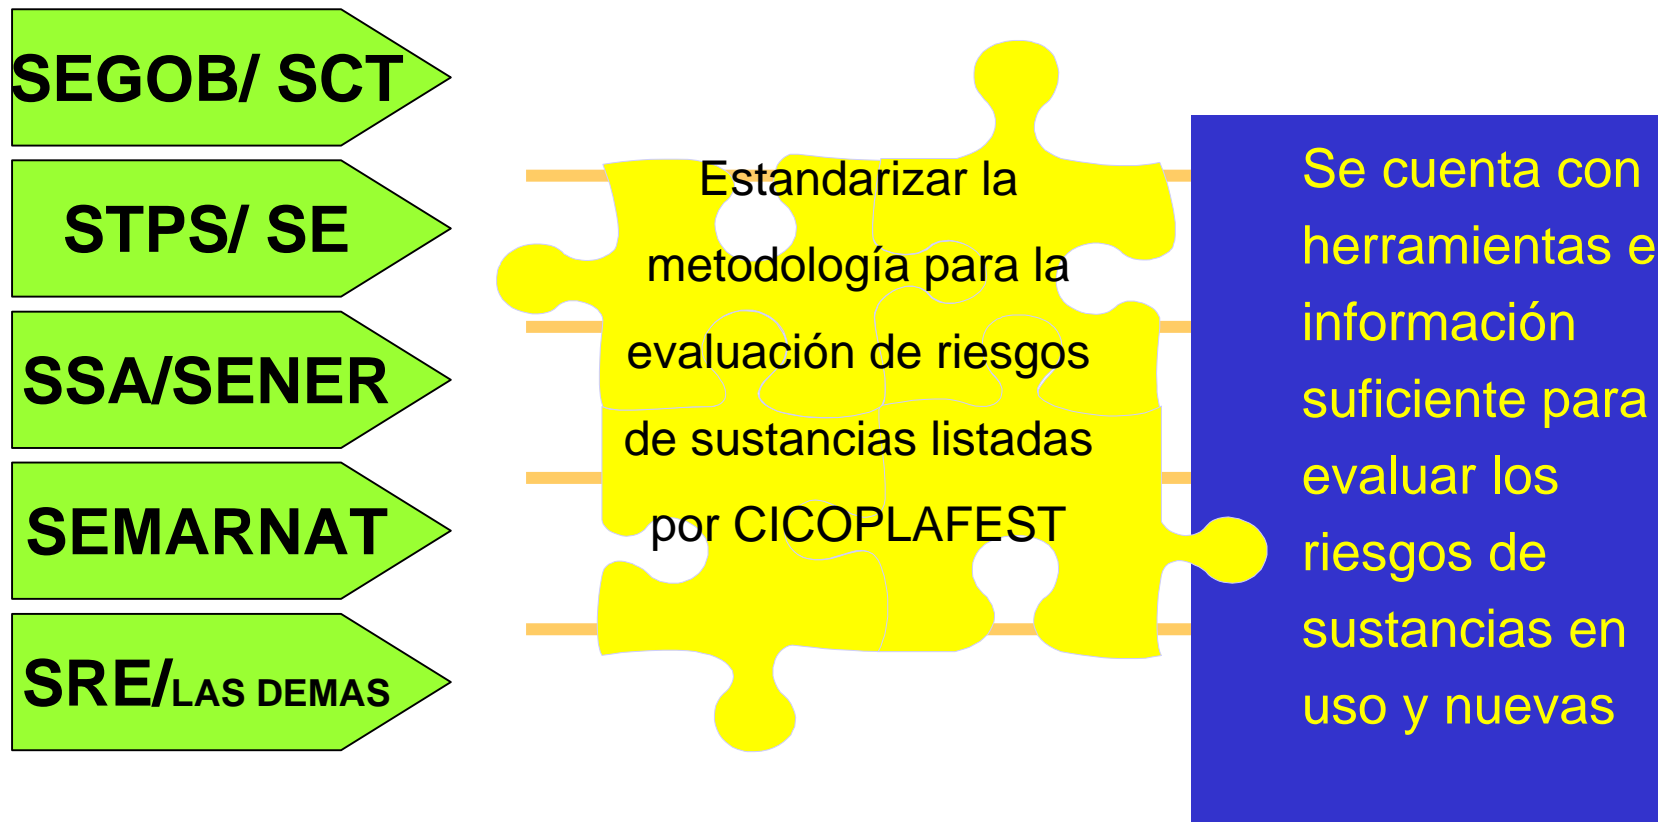 SEGOB/ SCT
STPS/ SE
SSA/SENER
SEMARNAT
SRE/LAS DEMAS
Estandarizar la
metodología para la
evaluación de riesgos
de sustancias listadas
por CICOPLAFEST
Se cuenta con
herramientas e
información
suficiente para
evaluar los
riesgos de
sustancias en
uso y nuevas